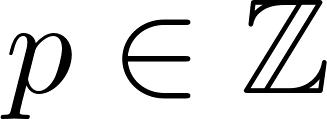 p ∈ ℤ